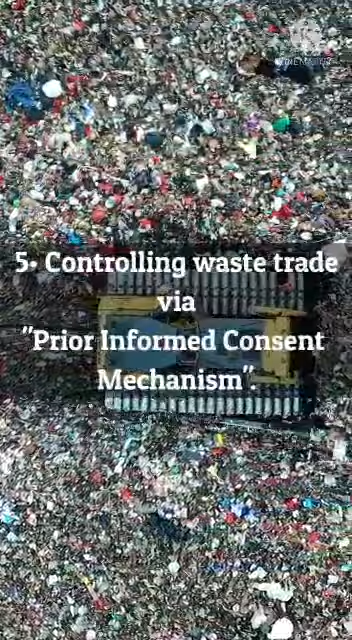 5• Controlling waste trade
via
"Prior Informed Consent
Mechanism".